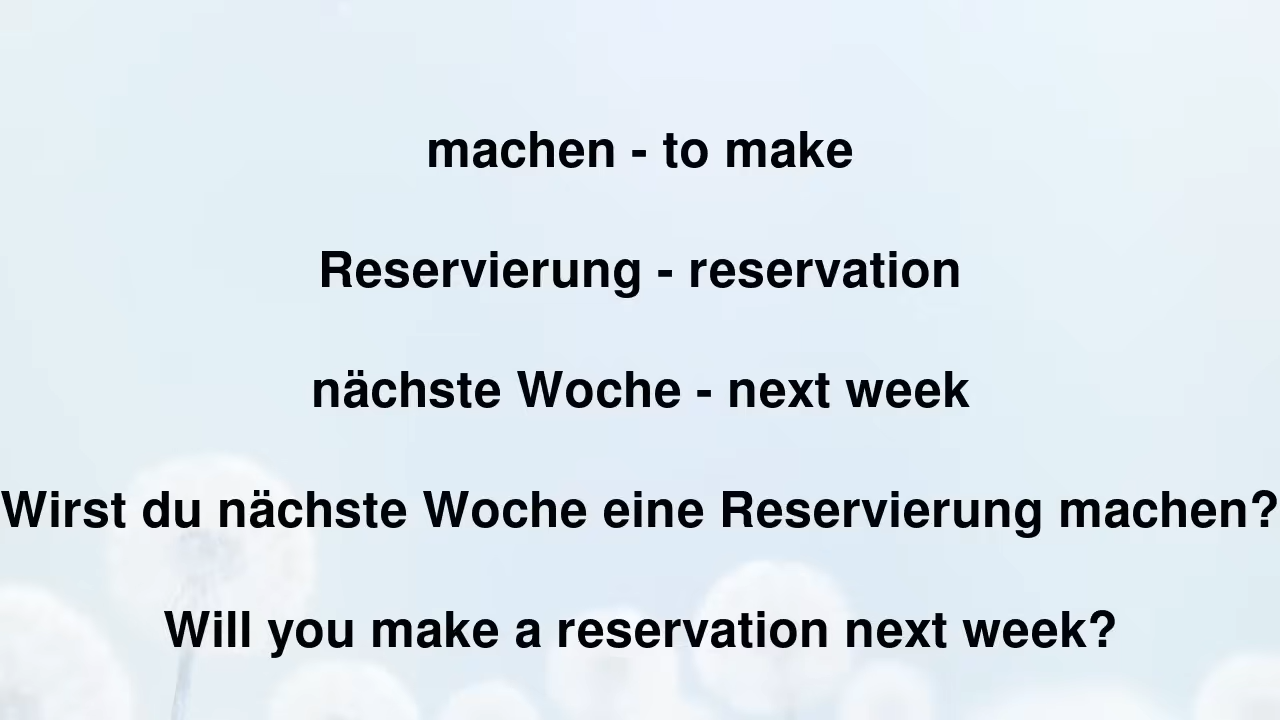 machen - to make
Reservierung - reservation
nächste Woche - next week
Wirst du nächste Woche eine Reservierung machen?
Will you make a reservation next week?